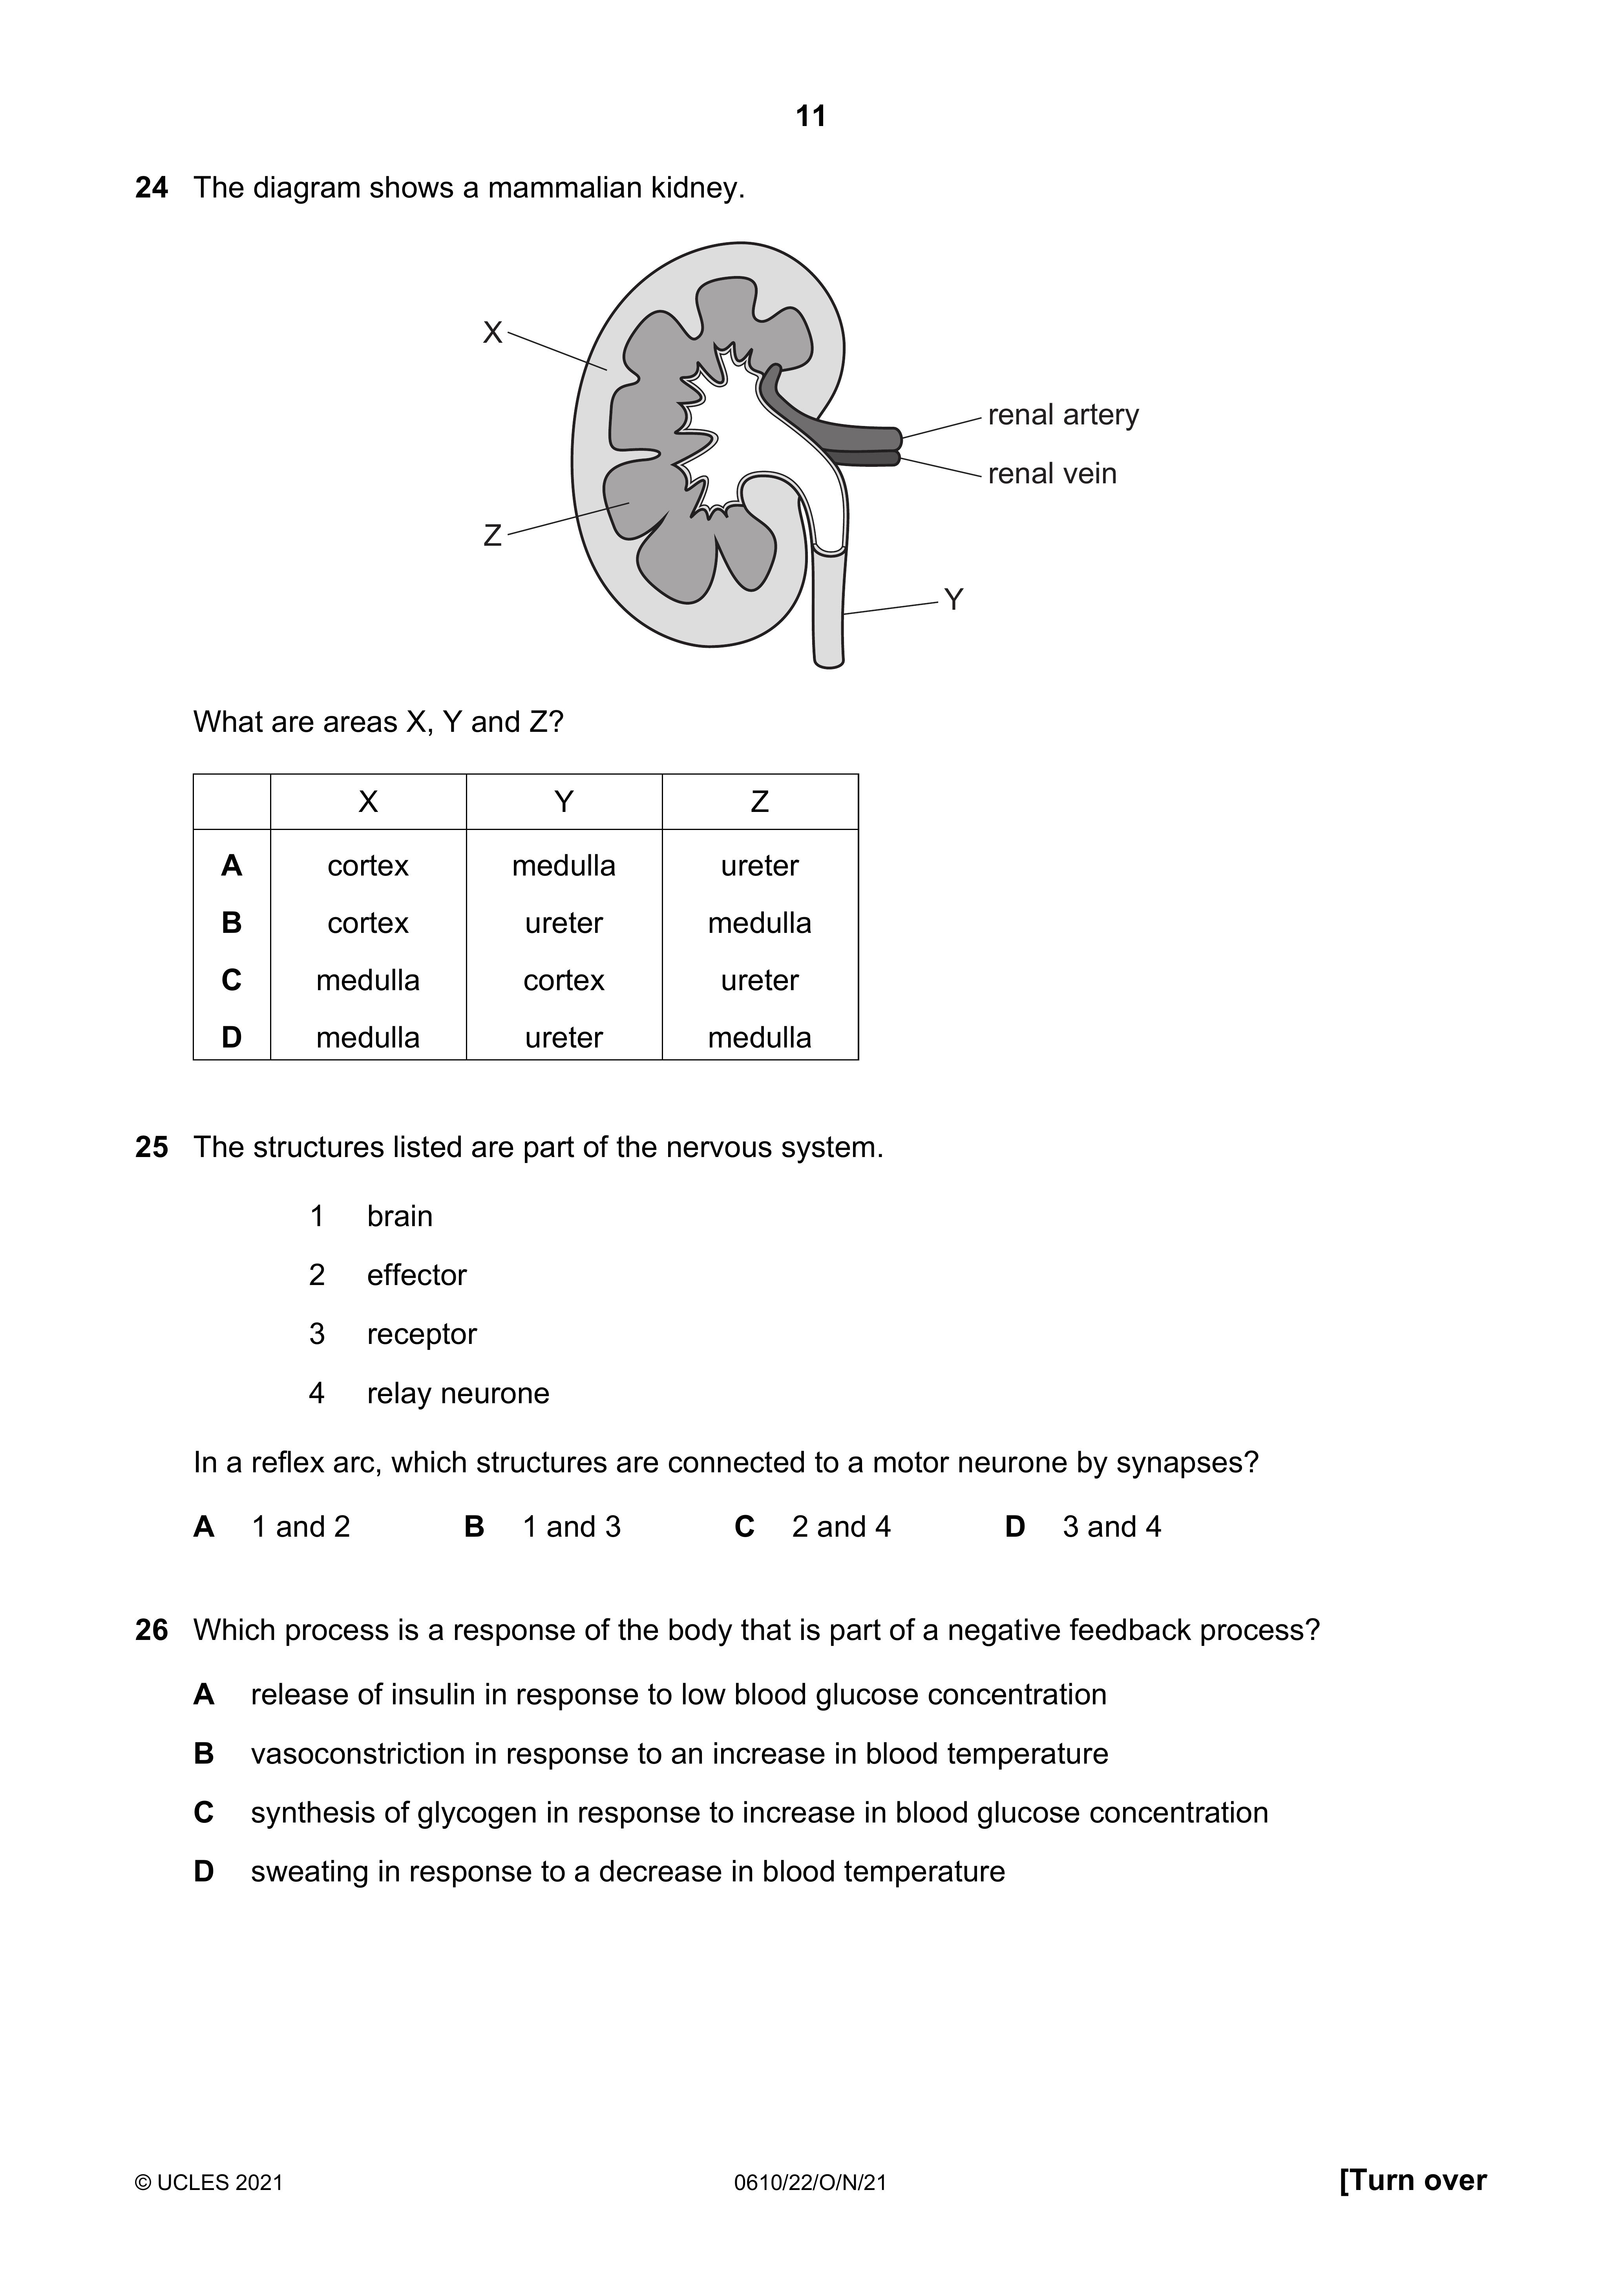 11
24 The diagram shows a mammalian kidney.
X
renal artery
renal vein
Z
Y
What are areas X, Y and Z?
X Y Z
A cortex medulla ureter
B cortex ureter medulla
C medulla cortex ureter
D medulla ureter medulla
25 The structures listed are part of the nervous system.
1 brain
2 effector
3 receptor
4 relay neurone
In a reflex arc, which structures are connected to a motor neurone by synapses?
A 1 and 2 B 1 and 3 C 2 and 4 D 3 and 4
26 Which process is a response of the body that is part of a negative feedback process?
A release of insulin in response to low blood glucose concentration
B vasoconstriction in response to an increase in blood temperature
C synthesis of glycogen in response to increase in blood glucose concentration
D sweating in response to a decrease in blood temperature
© UCLES 2021 0610/22/O/N/21 [Turn over